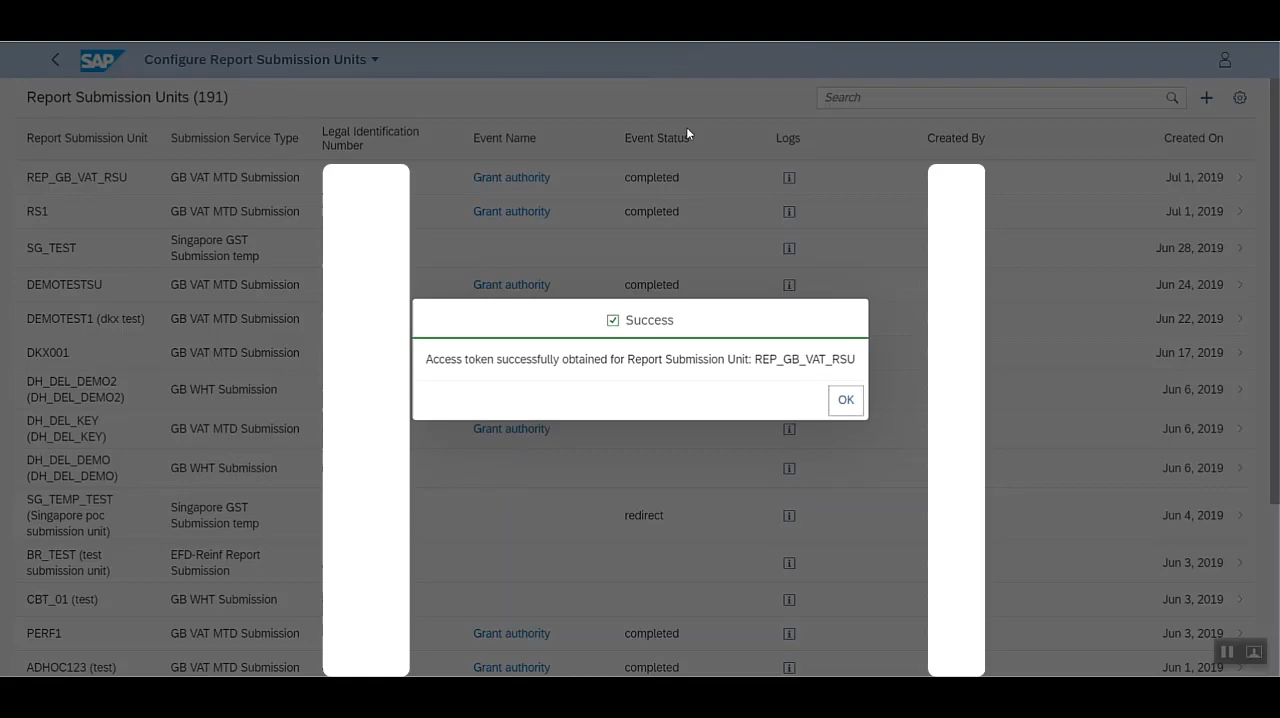 SAP Configure Report Submission Units
Report Submission Units (191)
Search
Report Submission Unit Submission Service Type Legal Identification Number Event Name Event Status Logs Created By Created On
REP_GB_VAT_RSU GB VAT MTD Submission Grant authority completed Jul 1, 2019
RS1 GB VAT MTD Submission Grant authority completed Jul 1, 2019
SG_TEST Singapore GST Submission temp Jun 28, 2019
DEMOTESTSU GB VAT MTD Submission Grant authority completed Jun 24, 2019
DEMOTEST1 (dkx test) GB VAT MTD Submission Jun 22, 2019
DKX001 GB VAT MTD Submission Jun 17, 2019
DH_DEL_DEMO2 (DH_DEL_DEMO2) GB WHT Submission Jun 6, 2019
DH_DEL_KEY (DH_DEL_KEY) GB VAT MTD Submission Grant authority Jun 6, 2019
DH_DEL_DEMO (DH_DEL_DEMO) GB WHT Submission Jun 6, 2019
SG_TEMP_TEST (Singapore poc submission unit) Singapore GST Submission temp redirect Jun 4, 2019
BR_TEST (test submission unit) EFD-Reinf Report Submission Jun 3, 2019
CBT_01 (test) GB WHT Submission Jun 3, 2019
PERF1 GB VAT MTD Submission Grant authority completed Jun 3, 2019
ADHOC123 (test) GB VAT MTD Submission Grant authority completed Jun 1, 2019
Success
Access token successfully obtained for Report Submission Unit: REP_GB_VAT_RSU
OK